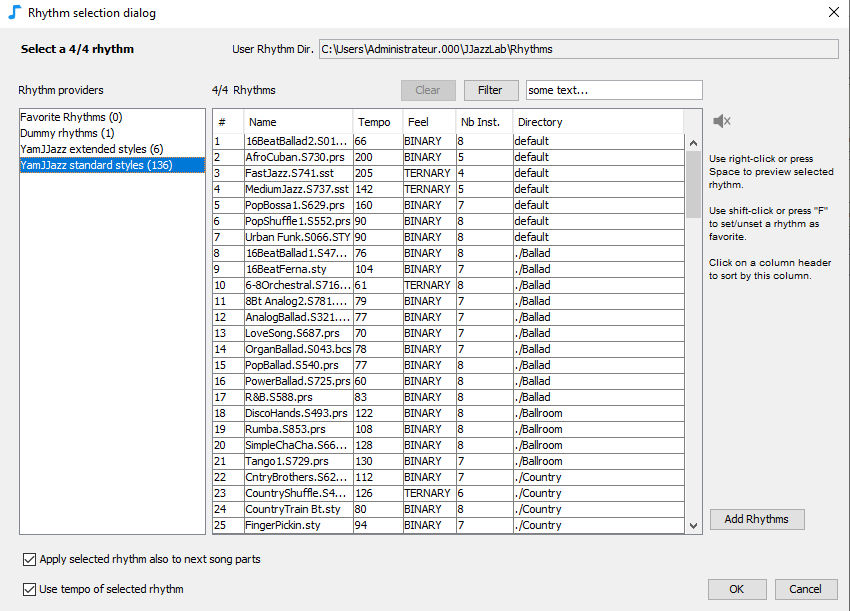 Rhythm selection dialog
Select a 4/4 rhythm
User Rhythm Dir. C:\Users\Administrateur.000\JJazzLab\Rhythms
Rhythm providers
4/4 Rhythms
Clear
Filter
some text...
Favorite Rhythms (0)
Dummy rhythms (1)
YamJJazz extended styles (6)
YamJJazz standard styles (136)
# Name Tempo Feel Nb Inst. Directory
1 16BeatBallad2.S01... 66 BINARY 8 default
2 AfroCuban.S730.prs 200 BINARY 5 default
3 FastJazz.S741.sst 205 TERNARY 4 default
4 MediumJazz.S737.sst 142 TERNARY 5 default
5 PopBossa1.S629.prs 160 BINARY 7 default
6 PopShuffle1.S552.prs 90 BINARY 8 default
7 Urban Funk.S066.STY 90 BINARY 8 default
8 16BeatBallad1.S47... 76 BINARY 8 ./Ballad
9 16BeatFerna.sty 104 BINARY 7 ./Ballad
10 6-8Orchestral.S716... 61 TERNARY 8 ./Ballad
11 8Bt Analog2.S781.... 79 BINARY 7 ./Ballad
12 AnalogBallad.S321.... 77 BINARY 7 ./Ballad
13 LoveSong.S687.prs 70 BINARY 7 ./Ballad
14 OrganBallad.S043.bcs 78 BINARY 7 ./Ballad
15 PopBallad.S540.prs 77 BINARY 8 ./Ballad
16 PowerBallad.S725.prs 60 BINARY 8 ./Ballad
17 R&B.S588.prs 83 BINARY 8 ./Ballad
18 DiscoHands.S493.prs 122 BINARY 8 ./Ballroom
19 Rumba.S853.prs 108 BINARY 8 ./Ballroom
20 SimpleChaCha.S66... 128 BINARY 8 ./Ballroom
21 Tango1.S729.prs 130 BINARY 7 ./Ballroom
22 CntryBrothers.S62... 112 BINARY 7 ./Country
23 CountryShuffle.S4... 126 TERNARY 6 ./Country
24 CountryTrain Bt.sty 80 BINARY 8 ./Country
25 FingerPickin.sty 94 BINARY 7 ./Country
Use right-click or press
Space to preview selected
rhythm.
Use shift-click or press "F"
to set/unset a rhythm as
favorite.
Click on a column header
to sort by this column.
Add Rhythms
Apply selected rhythm also to next song parts
Use tempo of selected rhythm
OK
Cancel